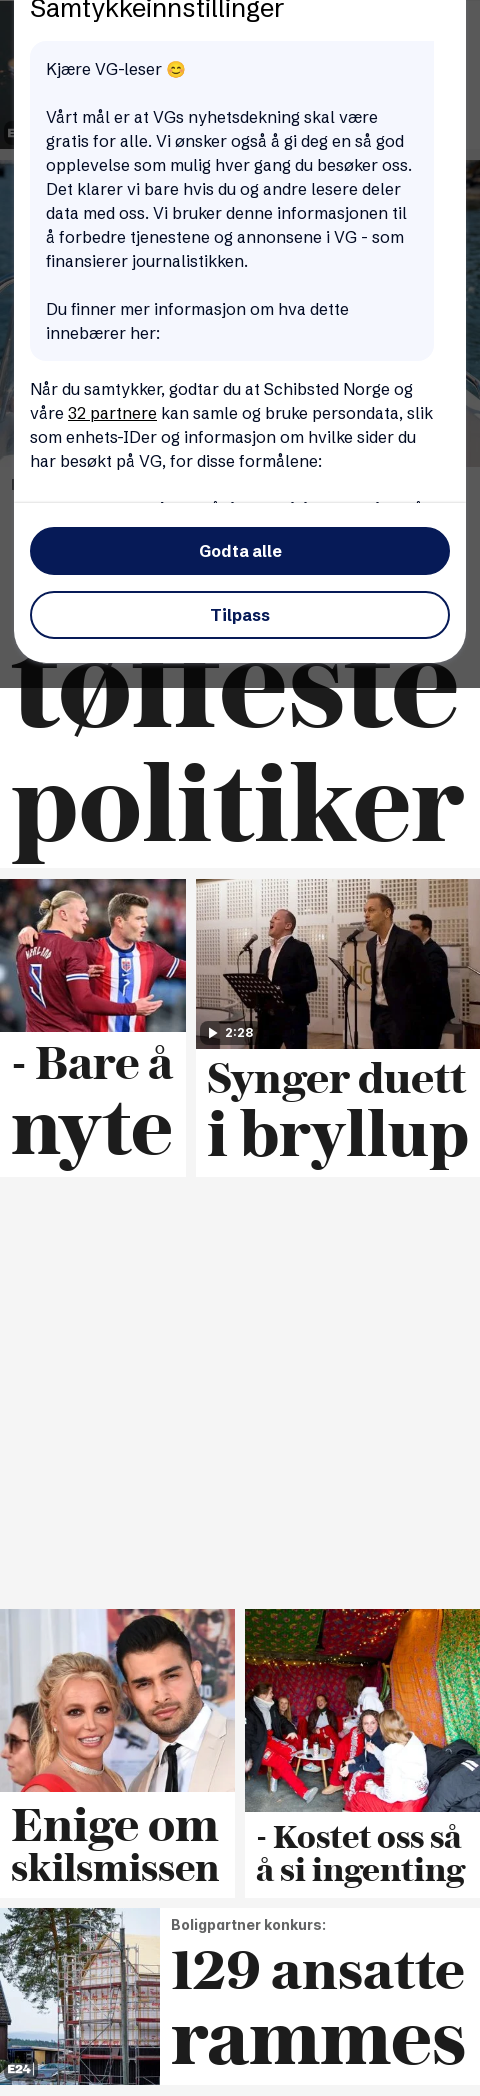 Samtykkeinnstillinger
Kjære VG-leser 😊
Vårt mål er at VGs nyhetsdekning skal være
gratis for alle. Vi ønsker også å gi deg en så god
opplevelse som mulig hver gang du besøker oss.
Det klarer vi bare hvis du og andre lesere deler
data med oss. Vi bruker denne informasjonen til
å forbedre tjenestene og annonsene i VG - som
finansierer journalistikken.
Du finner mer informasjon om hva dette
innebærer her:
Når du samtykker, godtar du at Schibsted Norge og
våre 32 partnere kan samle og bruke persondata, slik
som enhets-IDer og informasjon om hvilke sider du
har besøkt på VG, for disse formålene:
Godta alle
Tilpass
tøffeste
politiker
HAALAND
9
7
2:28
- Bare å
nyte
Synger duett
i bryllup
Enige om
skilsmissen
- Kostet oss så
å si ingenting
Boligpartner konkurs:
129 ansatte
rammes
E24